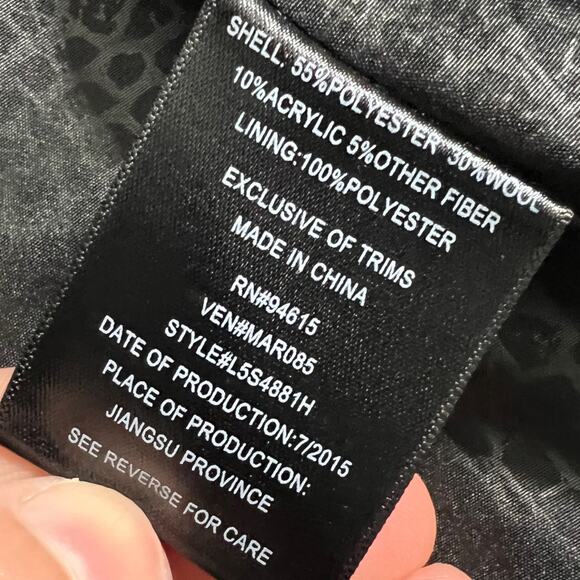 SHELL: 55%POLYESTER 30%WOOL
10%ACRYLIC 5%OTHER FIBER
LINING:100%POLYESTER
EXCLUSIVE OF TRIMS
MADE IN CHINA
RN#94615
VEN#MAR085
STYLE#L5S4881H
DATE OF PRODUCTION:7/2015
PLACE OF PRODUCTION:
JIANGSU PROVINCE
SEE REVERSE FOR CARE